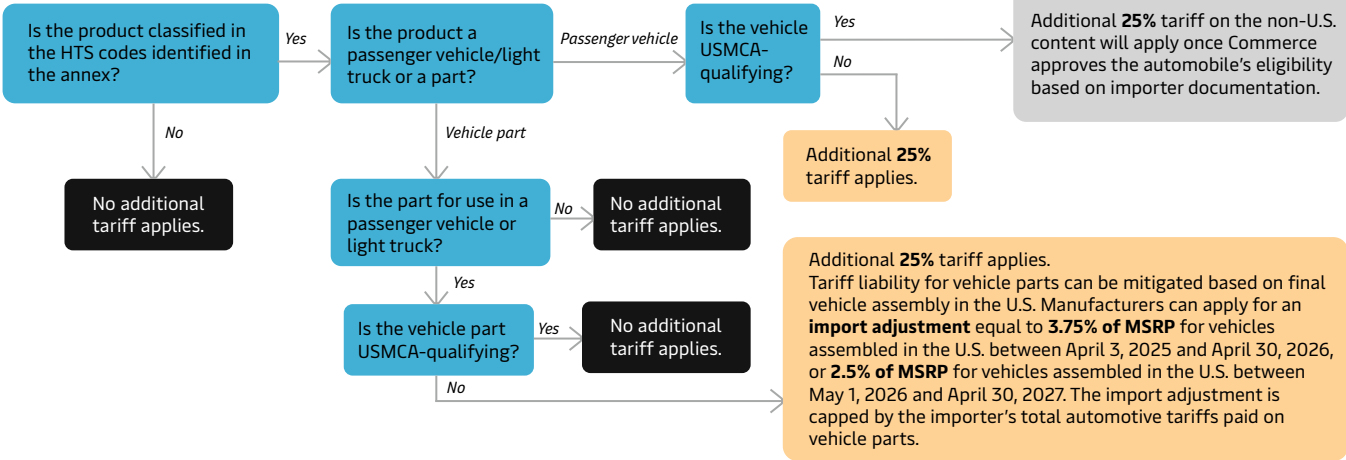 Is the product classified in
the HTS codes identified in
the annex?
Yes
Is the product a
passenger vehicle/light
truck or a part?
Passenger vehicle
Is the vehicle
USMCA-
qualifying?
Yes
No
Additional 25% tariff on the non-U.S.
content will apply once Commerce
approves the automobile's eligibility
based on importer documentation.
No
Vehicle part
Additional 25%
tariff applies.
No additional
tariff applies.
Is the part for use in a
passenger vehicle or
light truck?
No
No additional
tariff applies.
Yes
Is the vehicle part
USMCA-qualifying?
Yes
No additional
tariff applies.
No
Additional 25% tariff applies.
Tariff liability for vehicle parts can be mitigated based on final
vehicle assembly in the U.S. Manufacturers can apply for an
import adjustment equal to 3.75% of MSRP for vehicles
assembled in the U.S. between April 3, 2025 and April 30, 2026,
or 2.5% of MSRP for vehicles assembled in the U.S. between
May 1, 2026 and April 30, 2027. The import adjustment is
capped by the importer's total automotive tariffs paid on
vehicle parts.